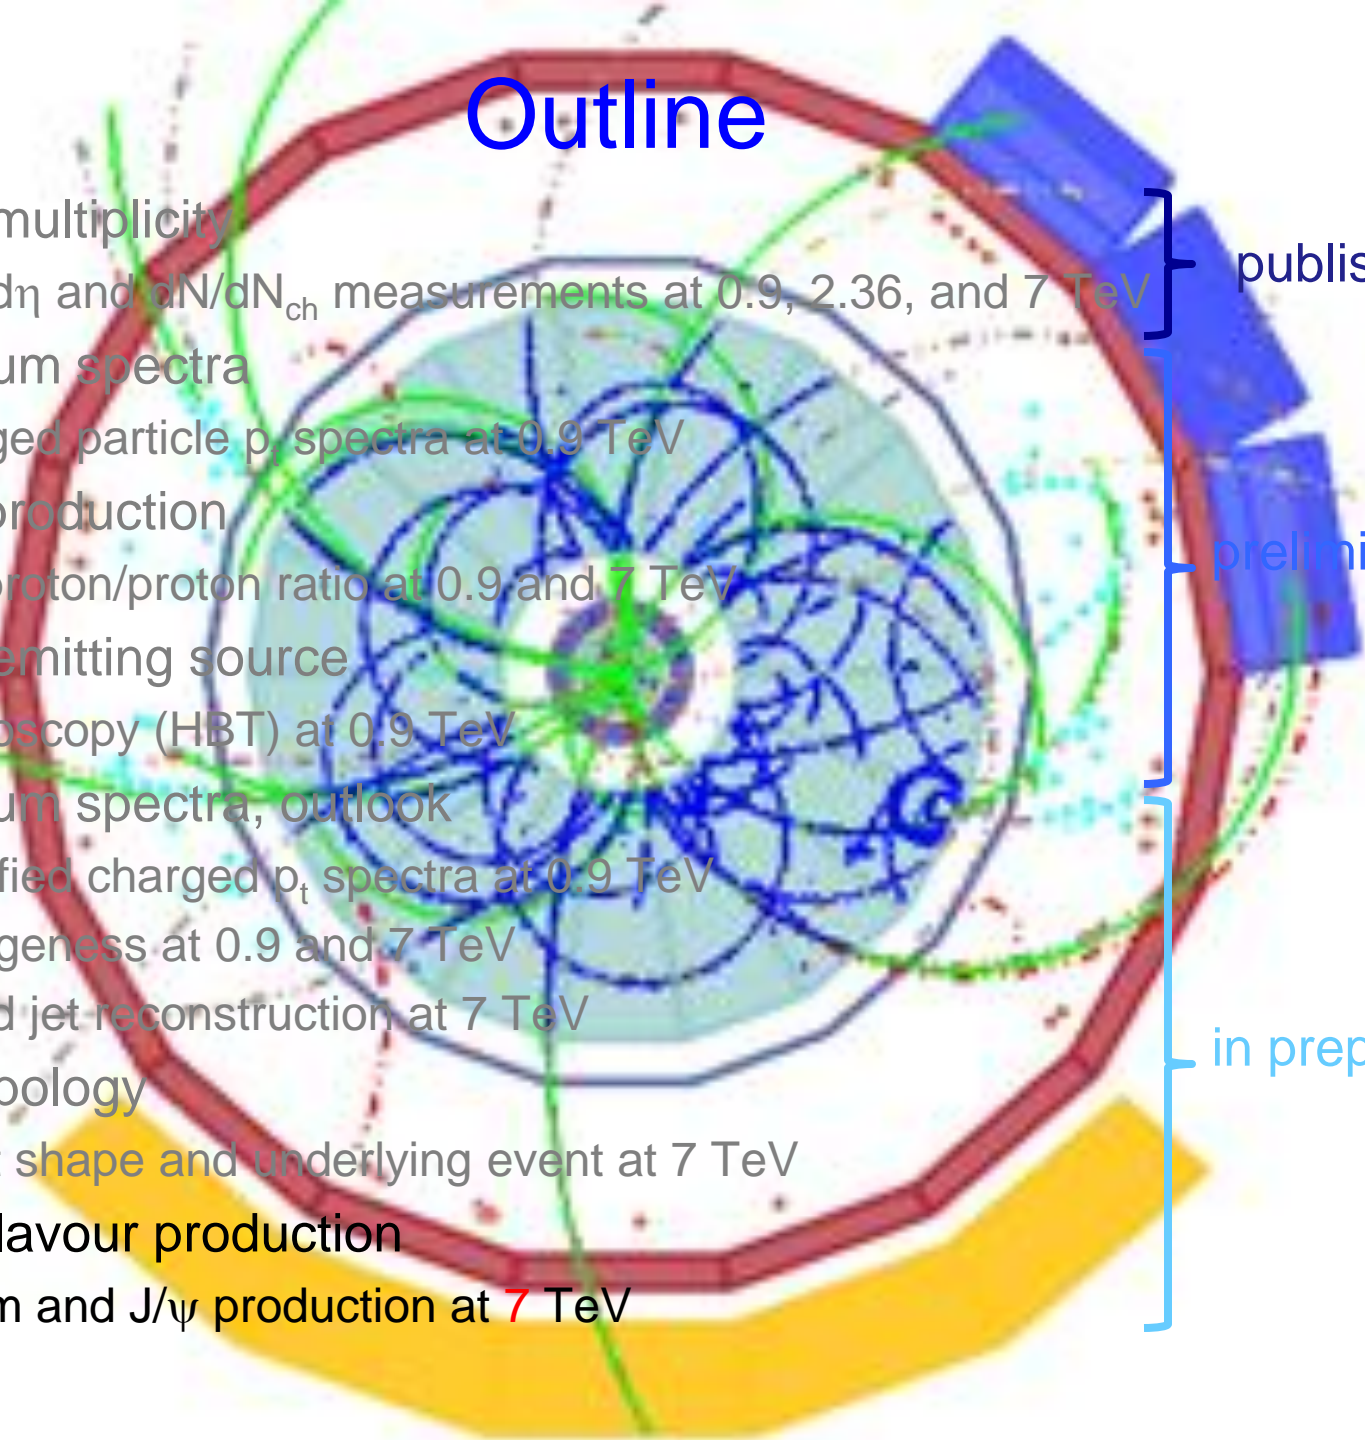 Outline
multiplicity
dη and dN/dNch measurements at 0.9, 2.36, and 7 TeV
publis
um spectra
ged particle pt spectra at 0.9 TeV
production
proton/proton ratio at 0.9 and 7 TeV
prelimi
emitting source
oscopy (HBT) at 0.9 TeV
um spectra, outlook
fied charged pt spectra at 0.9 TeV
geness at 0.9 and 7 TeV
d jet reconstruction at 7 TeV
in prep
pology
t shape and underlying event at 7 TeV
lavour production
m and J/ψ production at 7 TeV